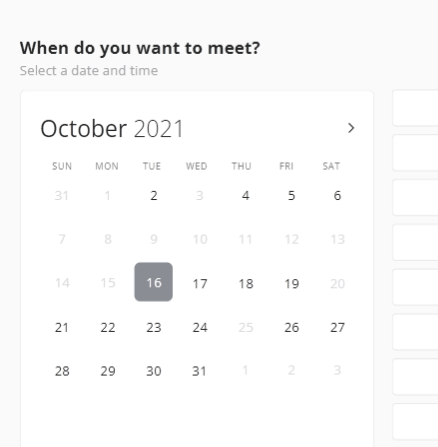 When do you want to meet?
Select a date and time
October 2021
SUN MON TUE WED THU FRI SAT
31 1 2 3 4 5 6
7 8 9 10 11 12 13
14 15 16 17 18 19 20
21 22 23 24 25 26 27
28 29 30 31 1 2 3